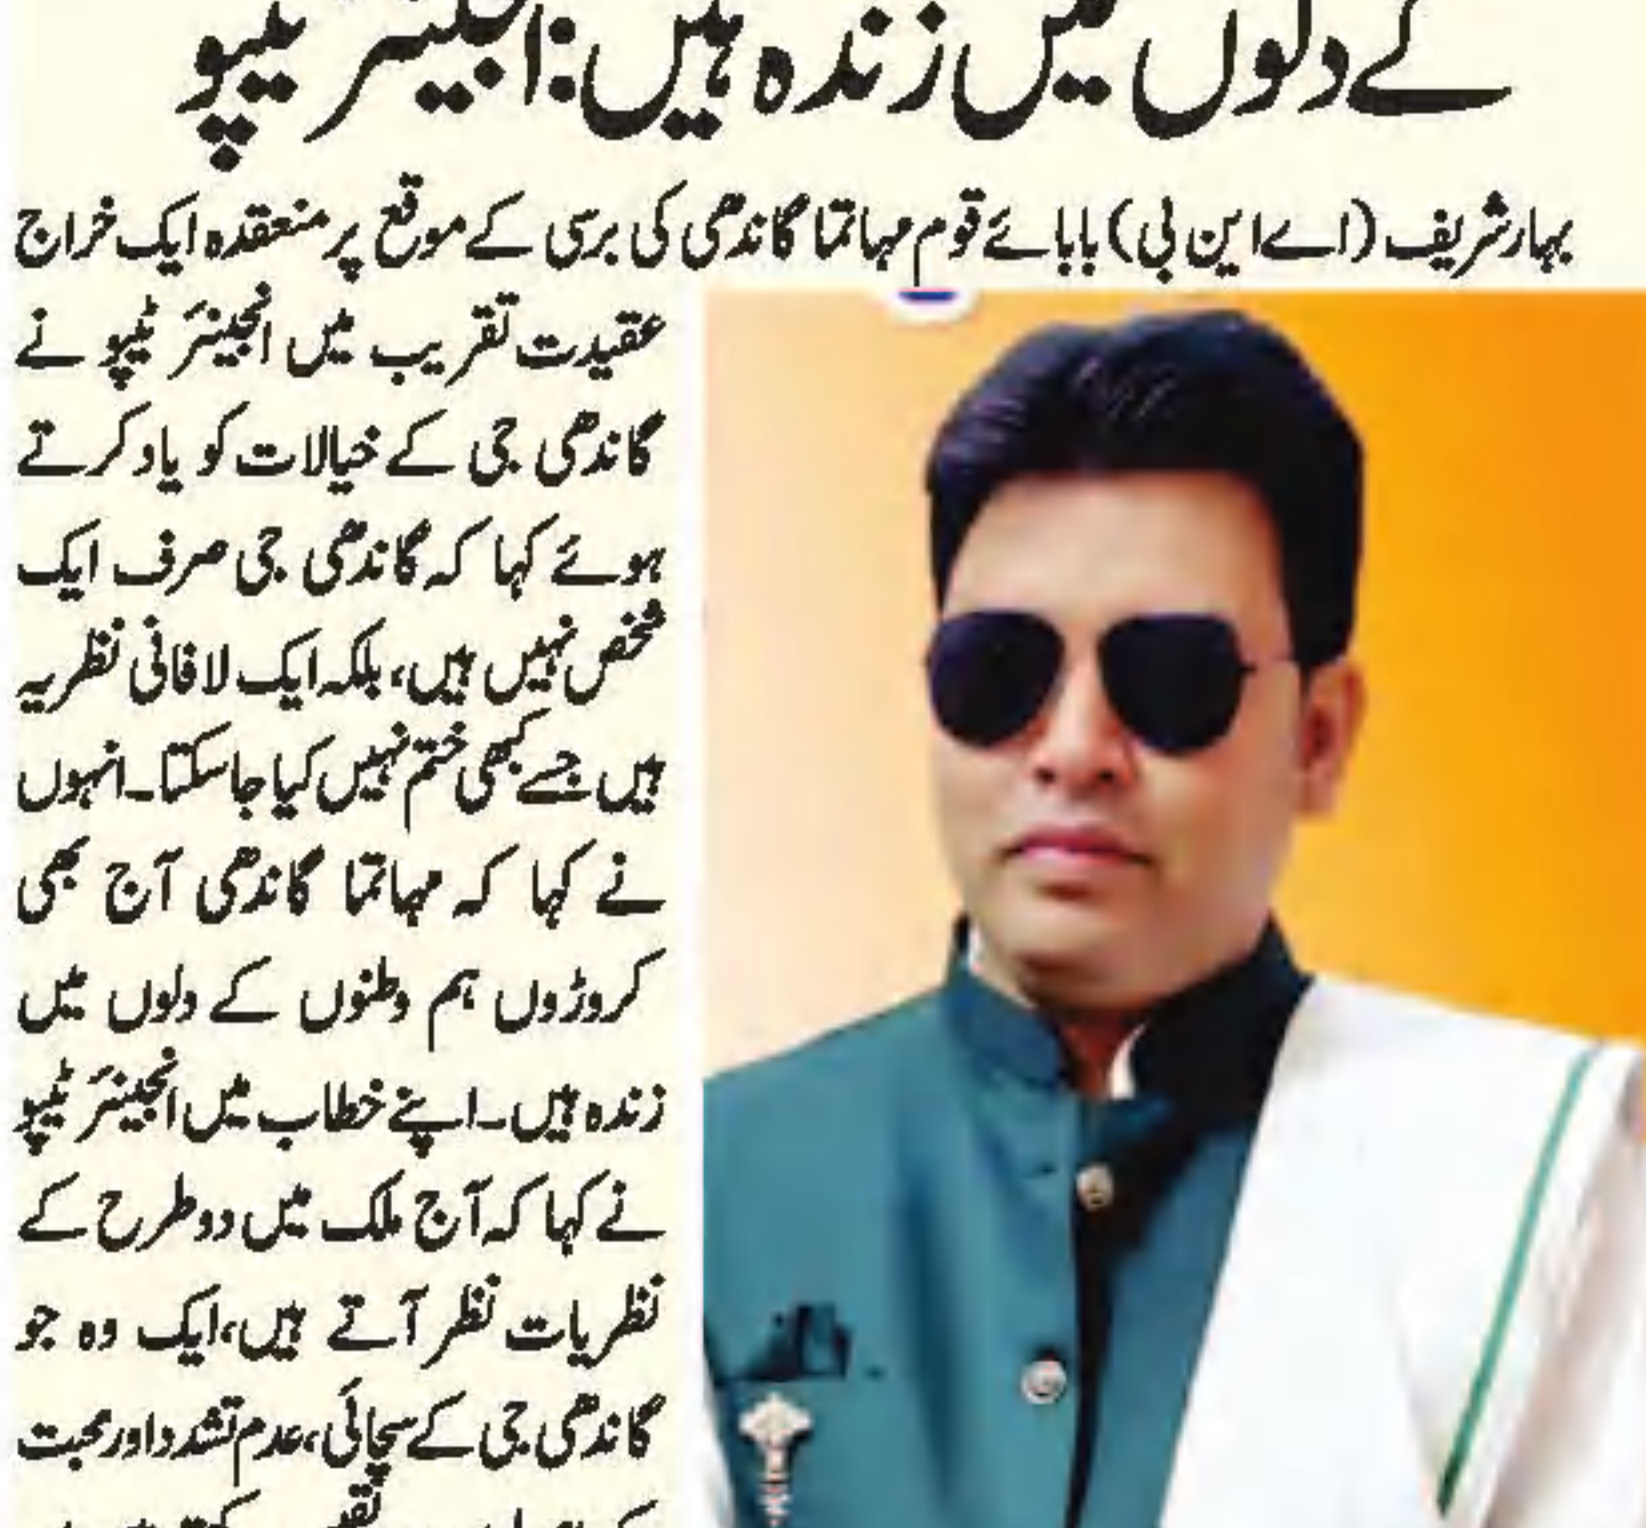 کے دلوں میں زندہ ہیں: انجینئر ٹیپو
بہار شریف (اے این بی) بابائے قوم مہاتما گاندھی کی برسی کے موقع پر منعقدہ ایک خراج
عقیدت تقریب میں انجینئر ٹیپو نے
گاندھی جی کے خیالات کو یاد کرتے
ہوئے کہا کہ گاندھی جی صرف ایک
شخص نہیں ہیں، بلکہ ایک لافانی نظریہ
ہیں جسے کبھی ختم نہیں کیا جاسکتا۔ انہوں
نے کہا کہ مہاتما گاندھی آج بھی
کروڑوں ہم وطنوں کے دلوں میں
زندہ ہیں۔ اپنے خطاب میں انجینئر ٹیپو
نے کہا کہ آج ملک میں دو طرح کے
نظریات نظر آتے ہیں، ایک وہ جو
گاندھی جی کے سچائی، عدم تشدد اور محبت